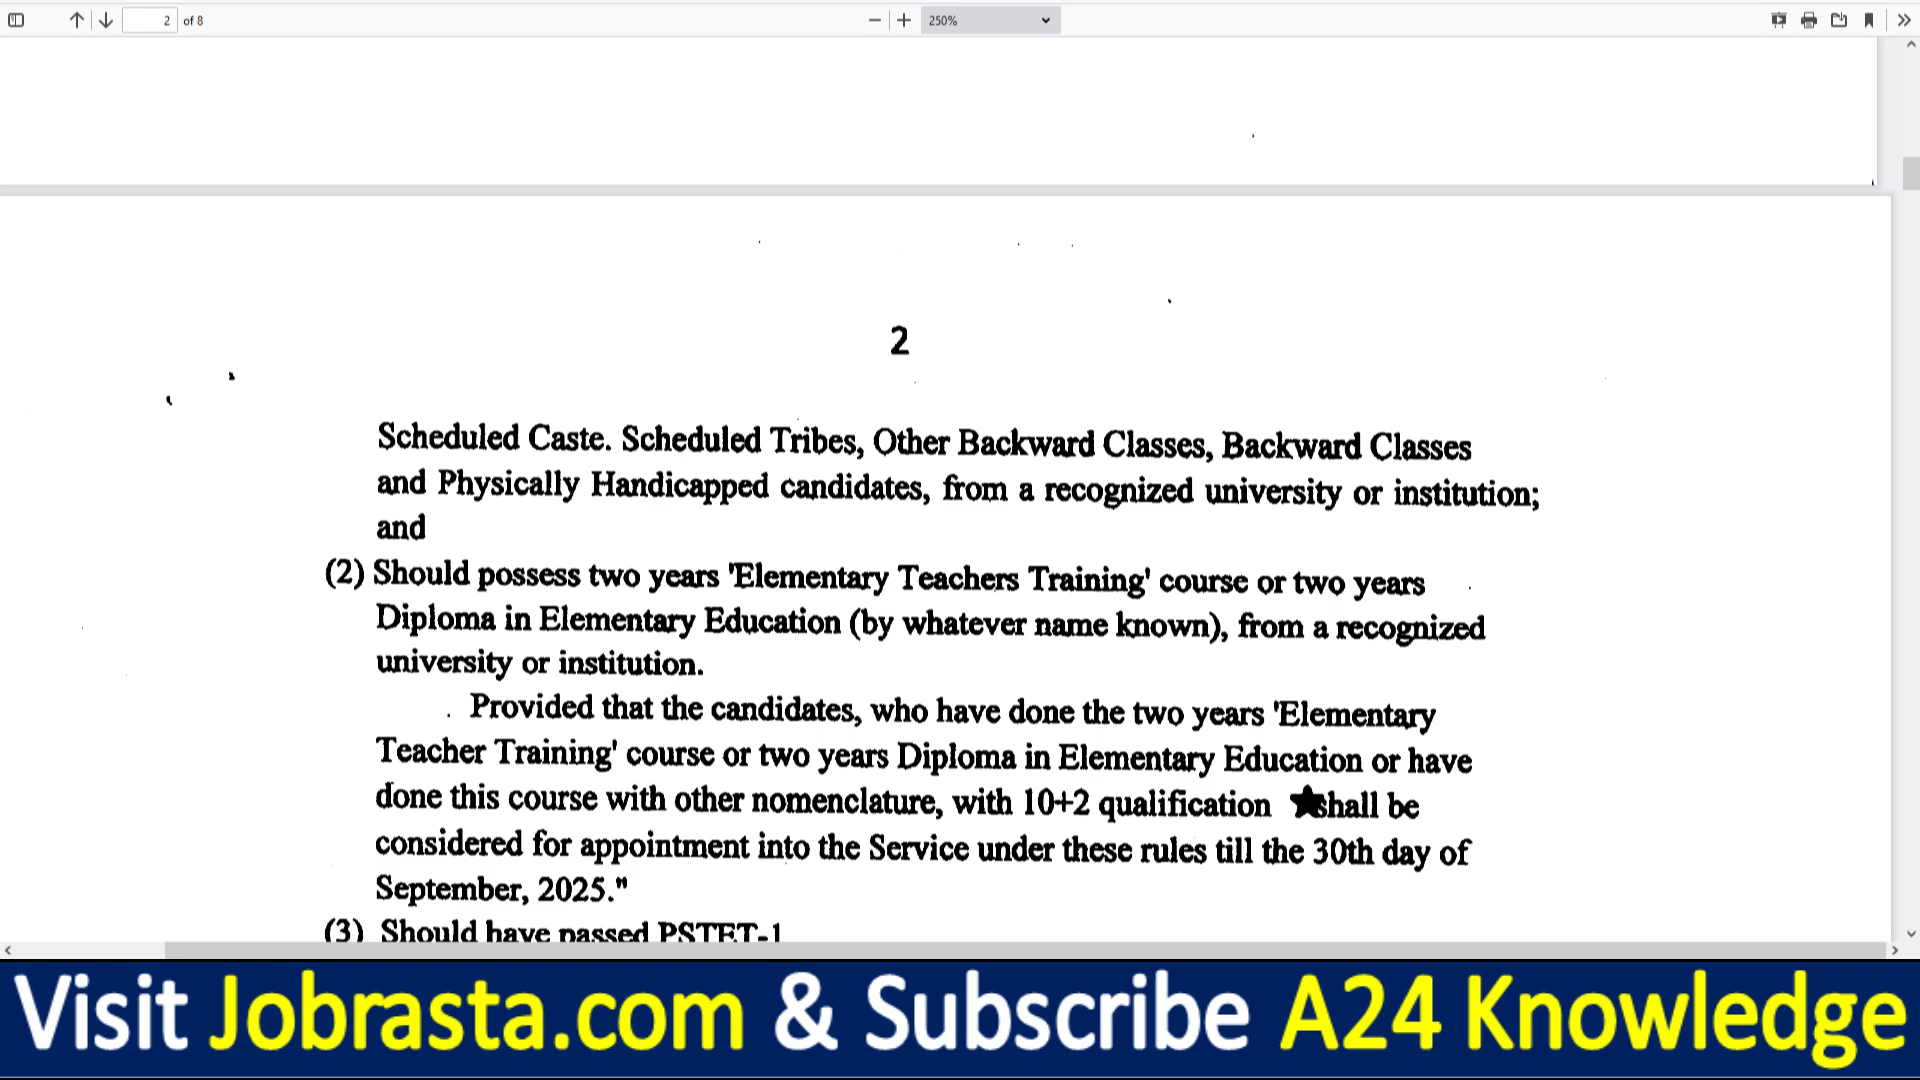 2 of 8
250%
2
Scheduled Caste. Scheduled Tribes, Other Backward Classes, Backward Classes
and Physically Handicapped candidates, from a recognized university or institution;
and
(2) Should possess two years 'Elementary Teachers Training' course or two years
Diploma in Elementary Education (by whatever name known), from a recognized
university or institution.
Provided that the candidates, who have done the two years 'Elementary
Teacher Training' course or two years Diploma in Elementary Education or have
done this course with other nomenclature, with 10+2 qualification ★shall be
considered for appointment into the Service under these rules till the 30th day of
September, 2025."
(3) Should have passed PSTET-1
Visit Jobrasta.com & Subscribe A24 Knowledge